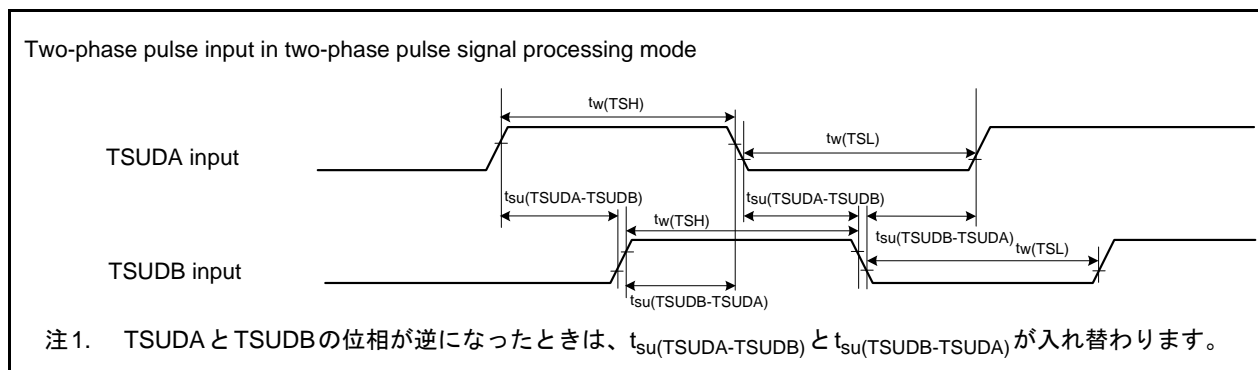 Two-phase pulse input in two-phase pulse signal processing mode
tw(TSH)
TSUDA input
tw(TSL)
tsu(TSUDA-TSUDB)
tsu(TSUDA-TSUDB)
tw(TSH)
tsu(TSUDB-TSUDA)
tw(TSL)
TSUDB input
tsu(TSUDB-TSUDA)
注1. TSUDAとTSUDBの位相が逆になったときは、tsu(TSUDA-TSUDB)とtsu(TSUDB-TSUDA)が入れ替わります。